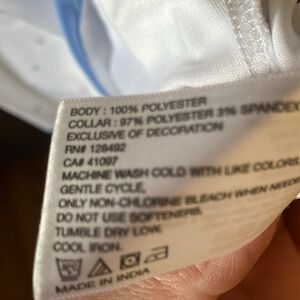 BODY : 100% POLYESTER
COLLAR : 97% POLYESTER 3% SPANDEX
EXCLUSIVE OF DECORATION
RN# 128492
CA# 41097
MACHINE WASH COLD WITH LIKE COLORS,
GENTLE CYCLE,
ONLY NON-CHLORINE BLEACH WHEN NEEDED
DO NOT USE SOFTENERS,
TUMBLE DRY LOW,
COOL IRON.
MADE IN INDIA